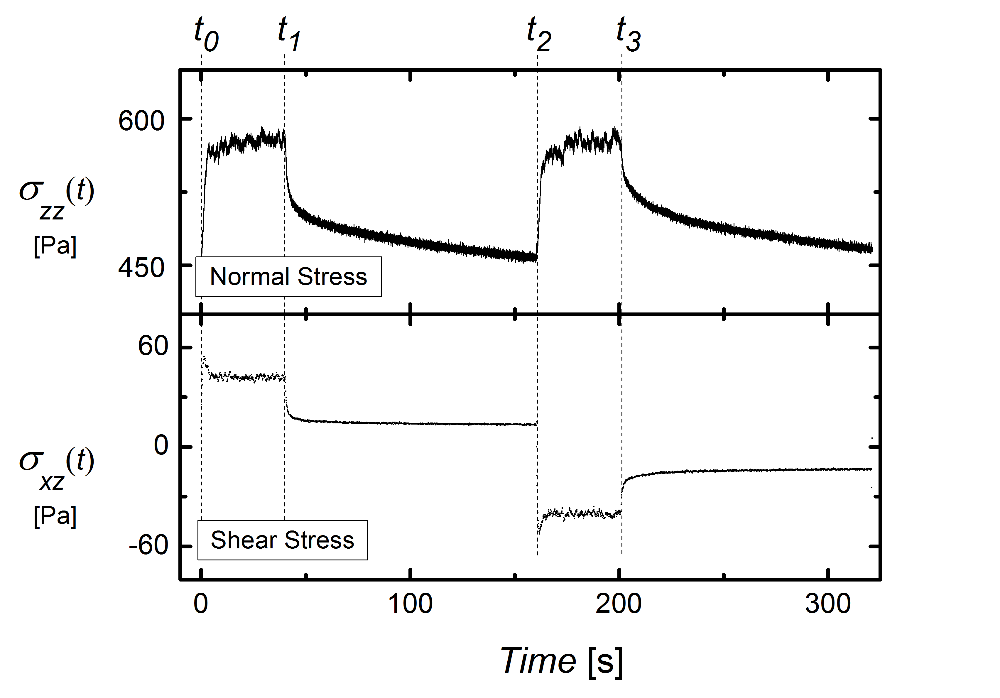 t0 t1 t2 t3
600
σzz(t)
[Pa]
450
Normal Stress
60
0
σxz(t)
[Pa]
-60
Shear Stress
0 100 200 300
Time [s]